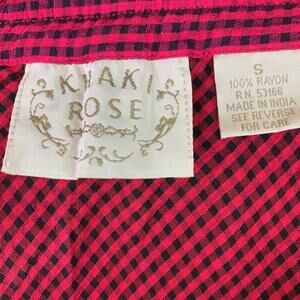 KHAKI
ROSE
S
100% RAYON
R.N. 53166
MADE IN INDIA
SEE REVERSE
FOR CARE